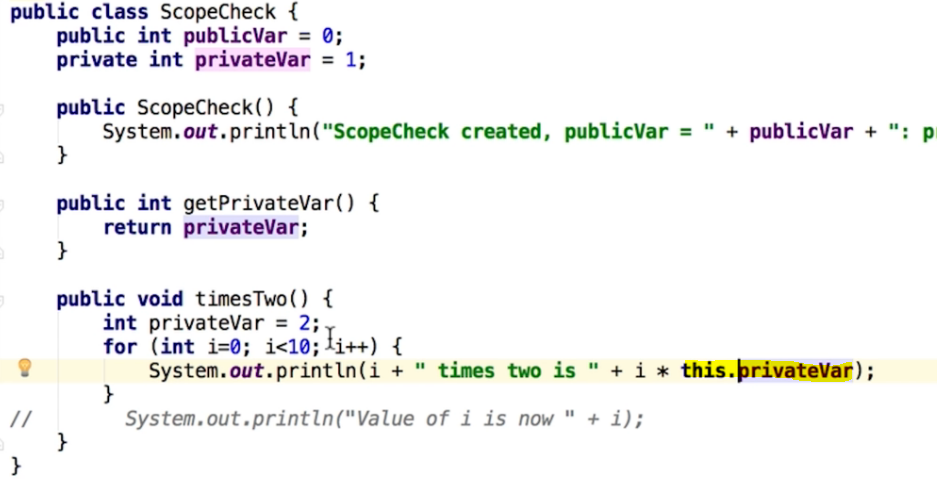 public class ScopeCheck {
public int publicVar = 0;
private int privateVar = 1;
public ScopeCheck() {
System.out.println("ScopeCheck created, publicVar = " + publicVar + ": p
}
public int getPrivateVar() {
return privateVar;
}
public void timesTwo() {
int privateVar = 2;
for (int i=0; i<10; i++) {
System.out.println(i + " times two is " + i * this.privateVar);
}
// System.out.println("Value of i is now " + i);
}
}